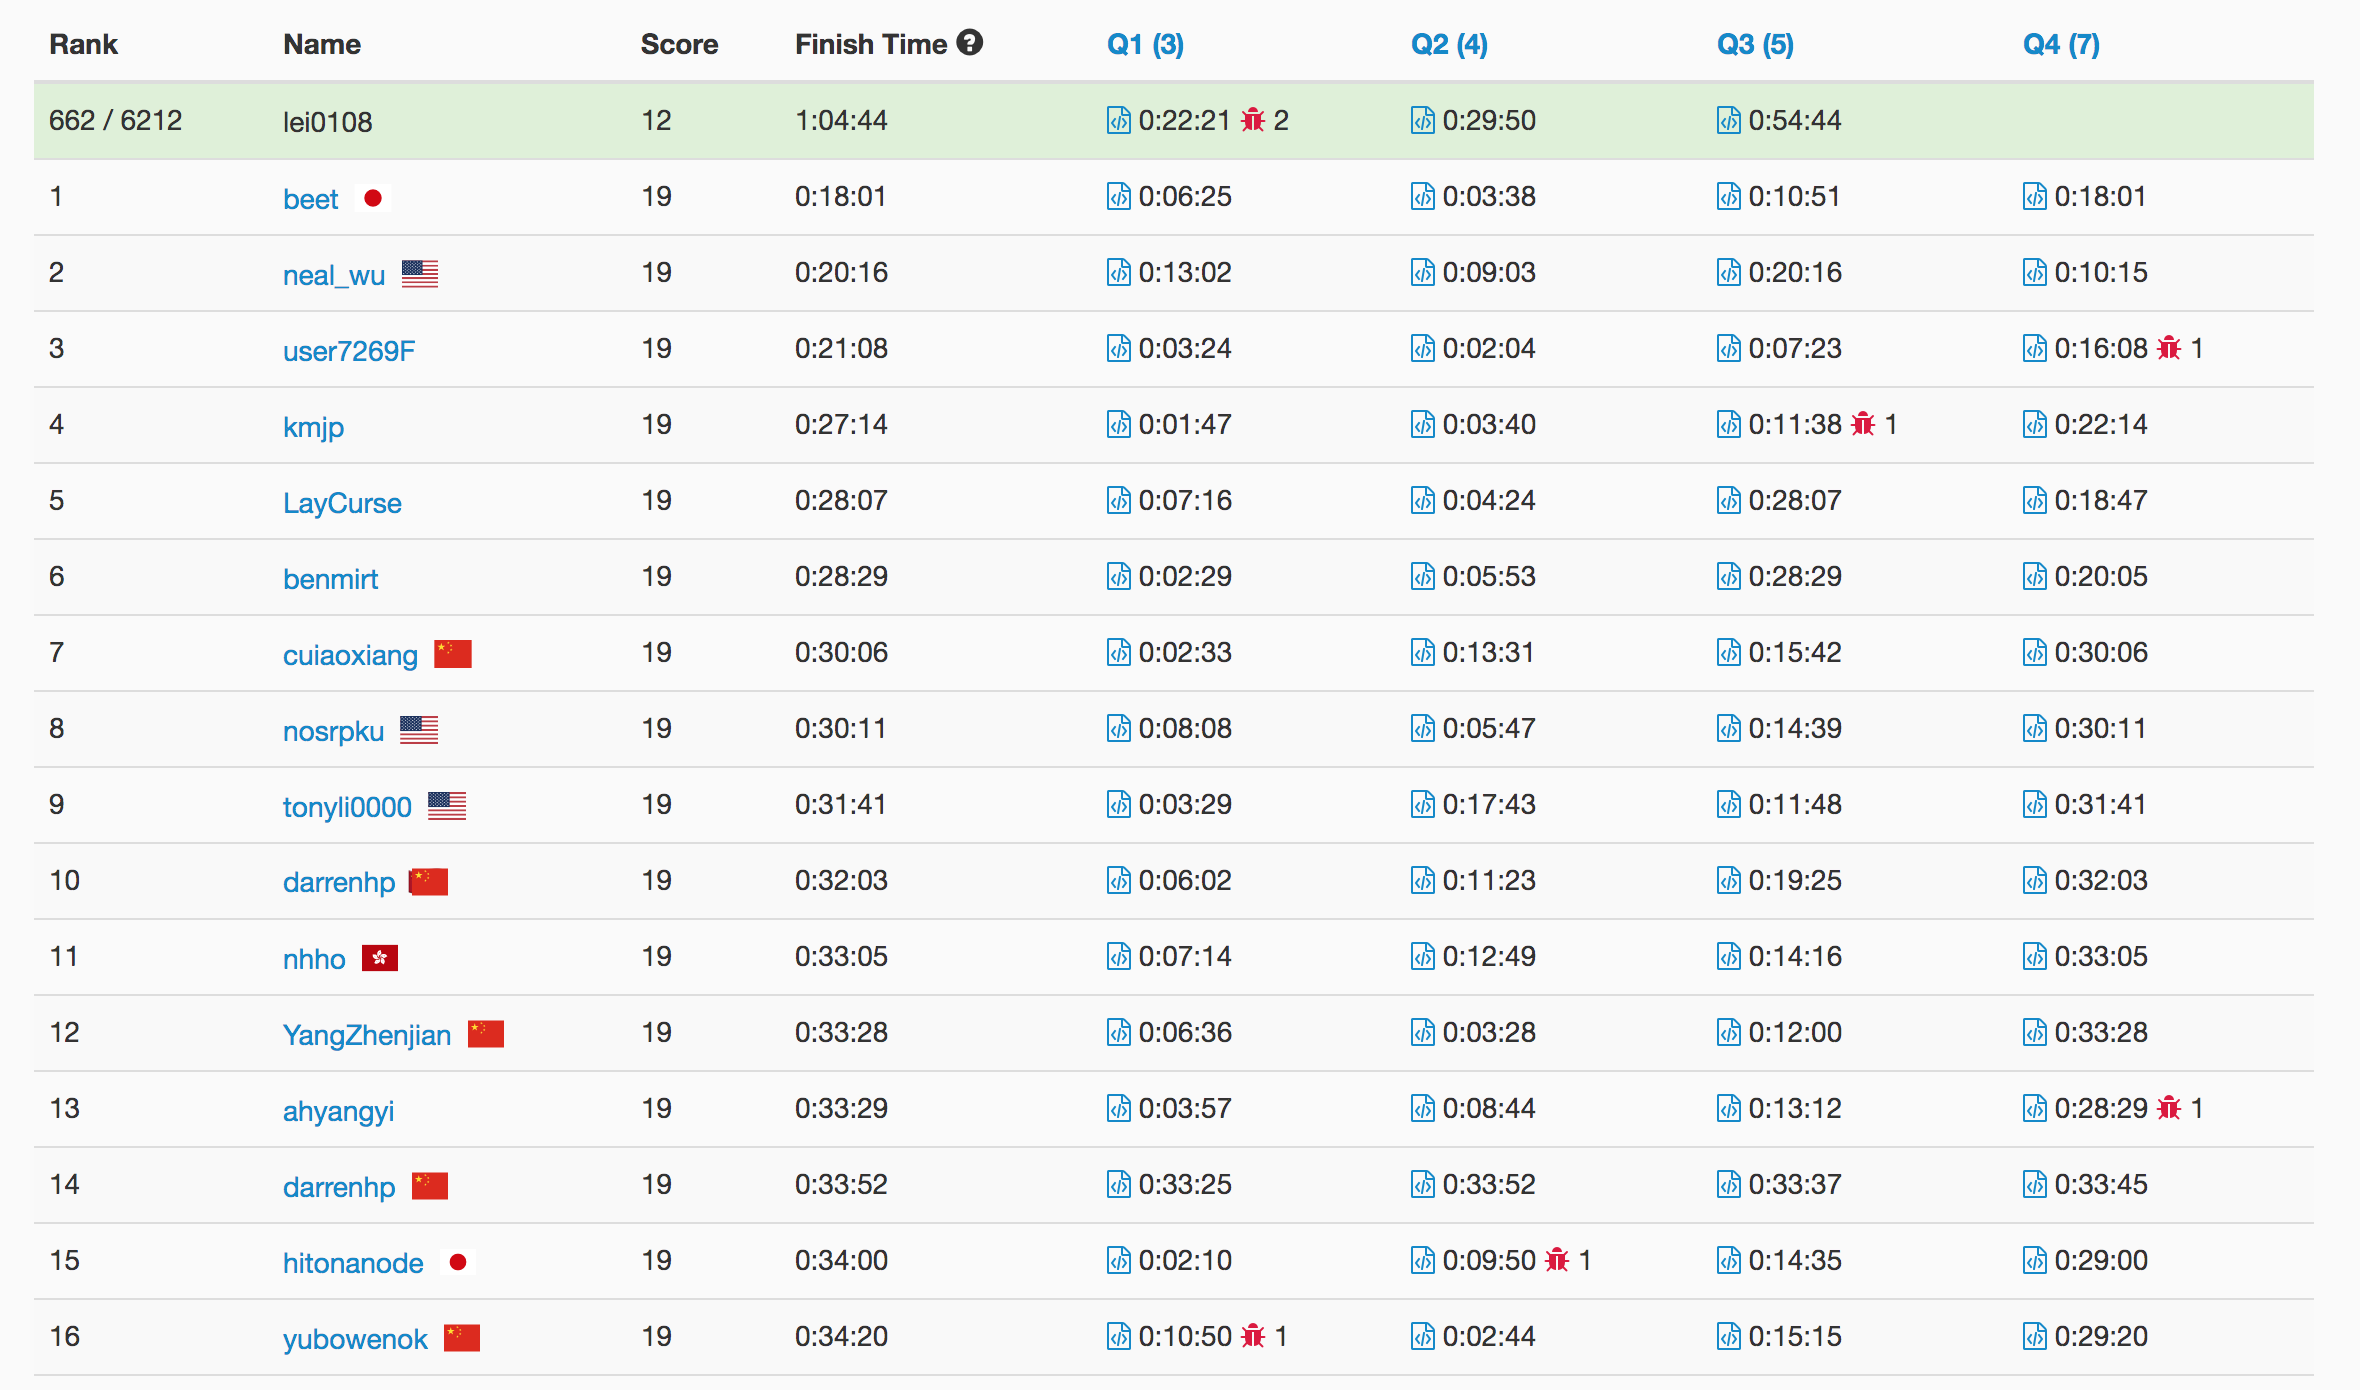 Rank Name Score Finish Time ? Q1 (3) Q2 (4) Q3 (5) Q4 (7)
662 / 6212 lei0108 12 1:04:44 0:22:21 2 0:29:50 0:54:44
1 beet 19 0:18:01 0:06:25 0:03:38 0:10:51 0:18:01
2 neal_wu 19 0:20:16 0:13:02 0:09:03 0:20:16 0:10:15
3 user7269F 19 0:21:08 0:03:24 0:02:04 0:07:23 0:16:08 1
4 kmjp 19 0:27:14 0:01:47 0:03:40 0:11:38 1 0:22:14
5 LayCurse 19 0:28:07 0:07:16 0:04:24 0:28:07 0:18:47
6 benmirt 19 0:28:29 0:02:29 0:05:53 0:28:29 0:20:05
7 cuiaoxiang 19 0:30:06 0:02:33 0:13:31 0:15:42 0:30:06
8 nosrpku 19 0:30:11 0:08:08 0:05:47 0:14:39 0:30:11
9 tonyli0000 19 0:31:41 0:03:29 0:17:43 0:11:48 0:31:41
10 darrenhp 19 0:32:03 0:06:02 0:11:23 0:19:25 0:32:03
11 nhho 19 0:33:05 0:07:14 0:12:49 0:14:16 0:33:05
12 YangZhenjian 19 0:33:28 0:06:36 0:03:28 0:12:00 0:33:28
13 ahyangyi 19 0:33:29 0:03:57 0:08:44 0:13:12 0:28:29 1
14 darrenhp 19 0:33:52 0:33:25 0:33:52 0:33:37 0:33:45
15 hitonanode 19 0:34:00 0:02:10 0:09:50 1 0:14:35 0:29:00
16 yubowenok 19 0:34:20 0:10:50 1 0:02:44 0:15:15 0:29:20